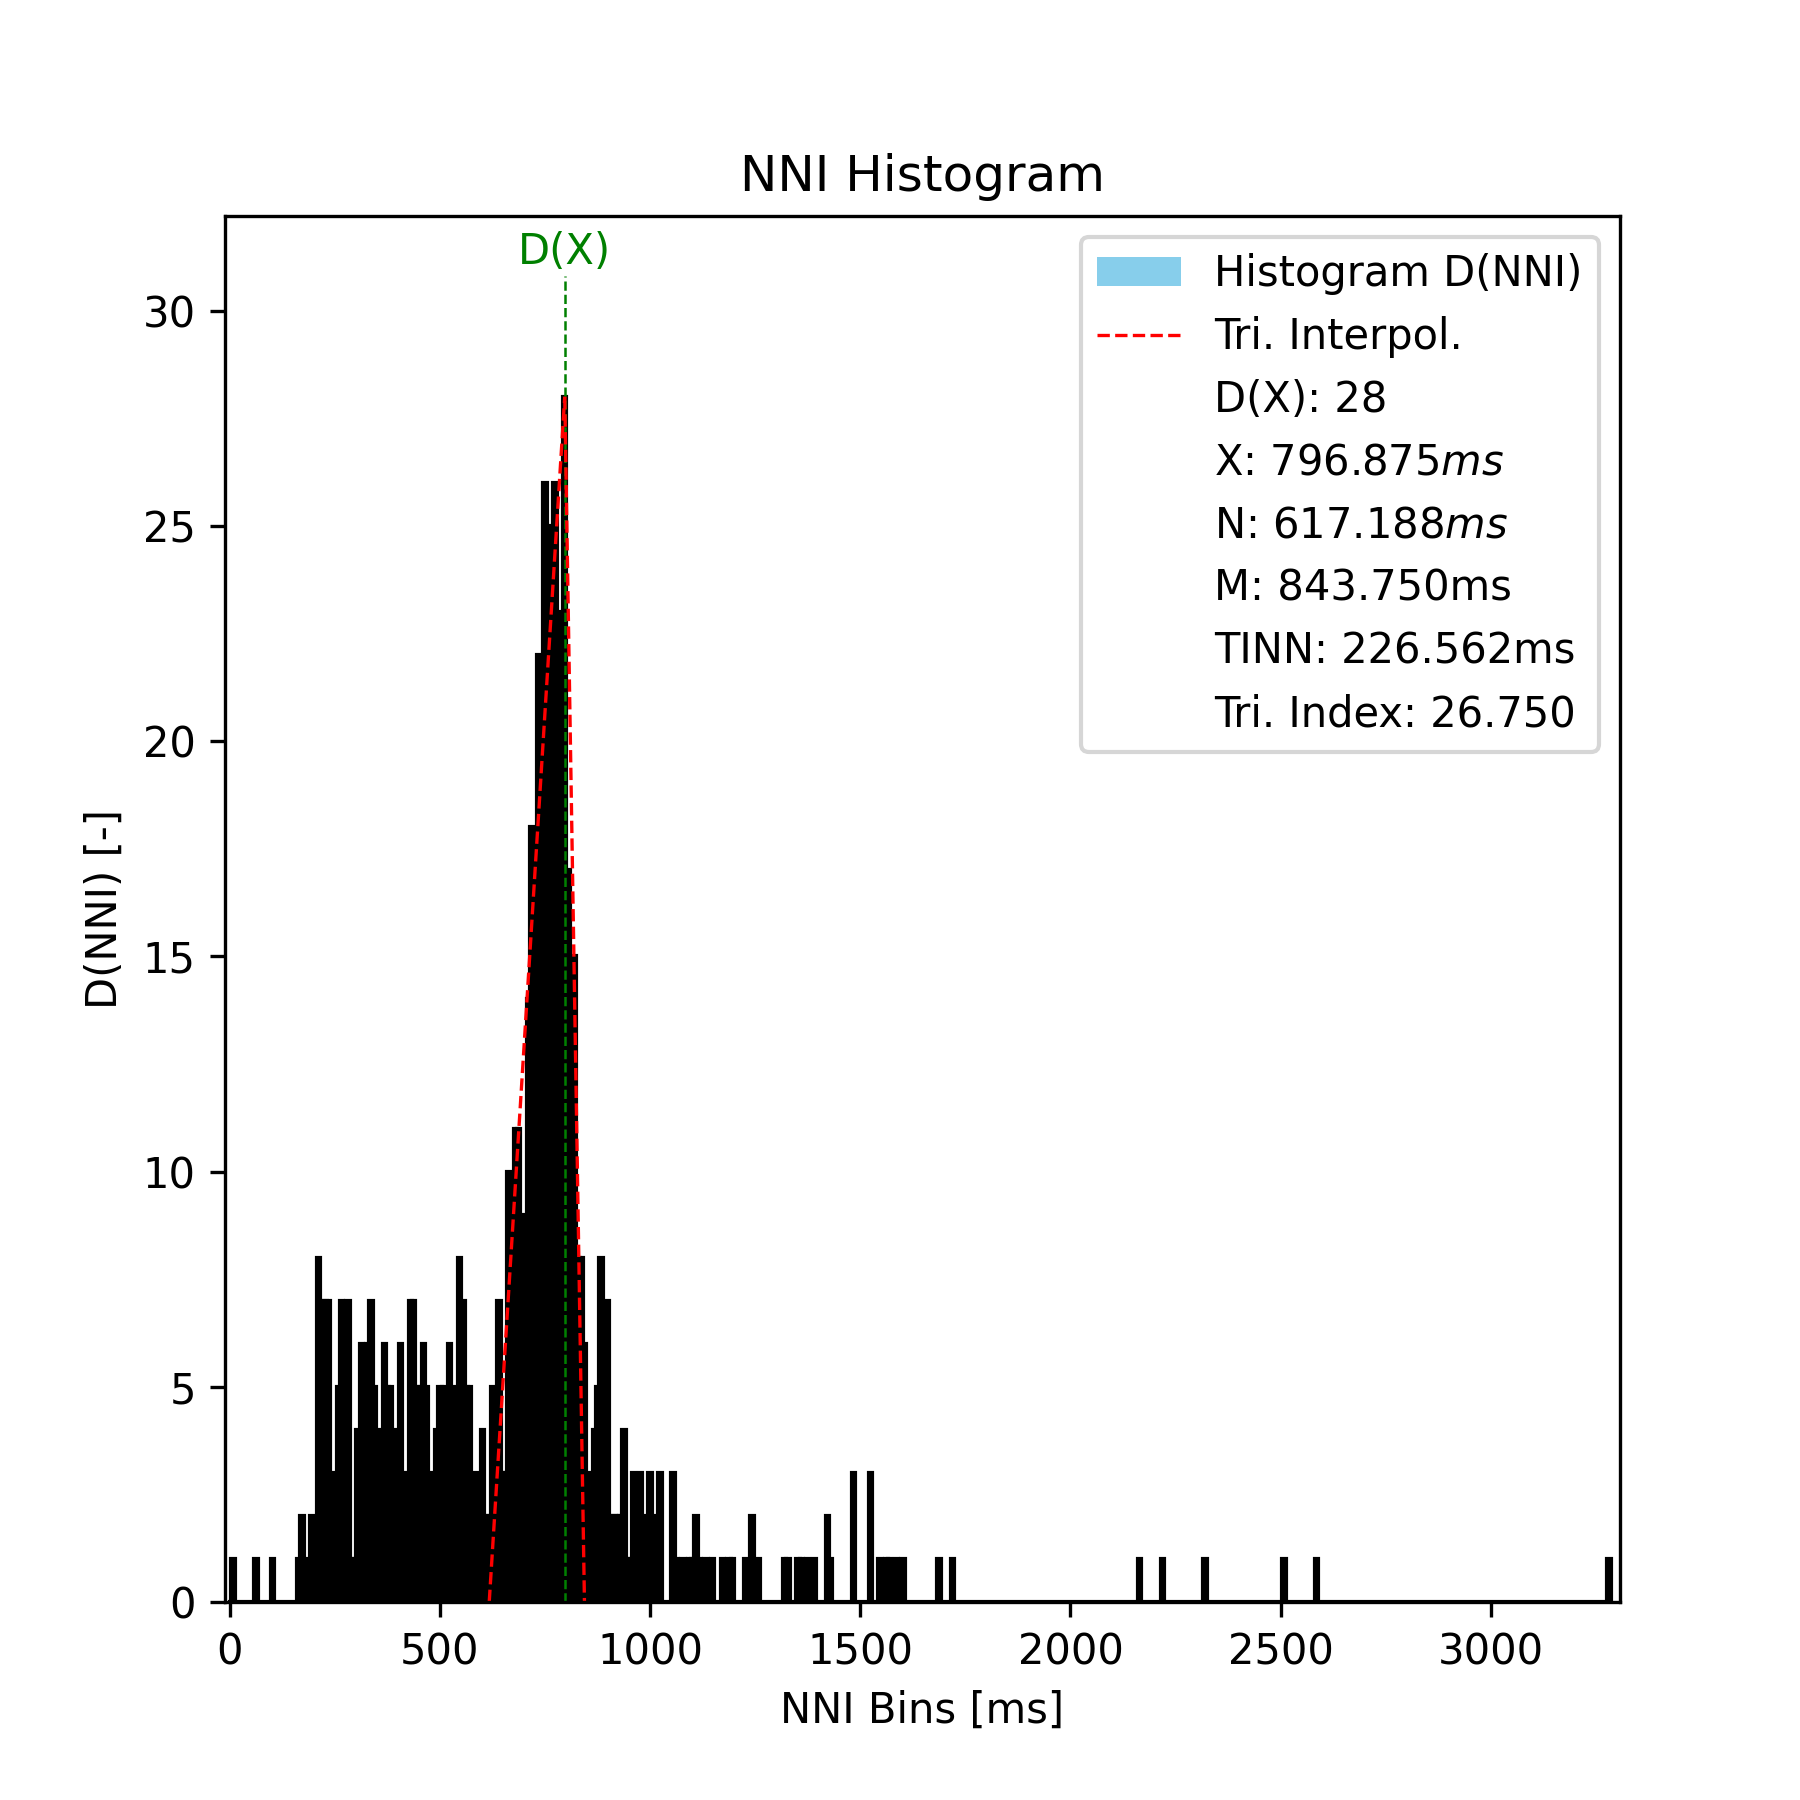 NNI Histogram
D(X)
Histogram D(NNI)
Tri. Interpol.
D(X): 28
X: 796.875ms
N: 617.188ms
M: 843.750ms
TINN: 226.562ms
Tri. Index: 26.750
30
25
20
15
10
5
0
D(NNI) [-]
0 500 1000 1500 2000 2500 3000
NNI Bins [ms]